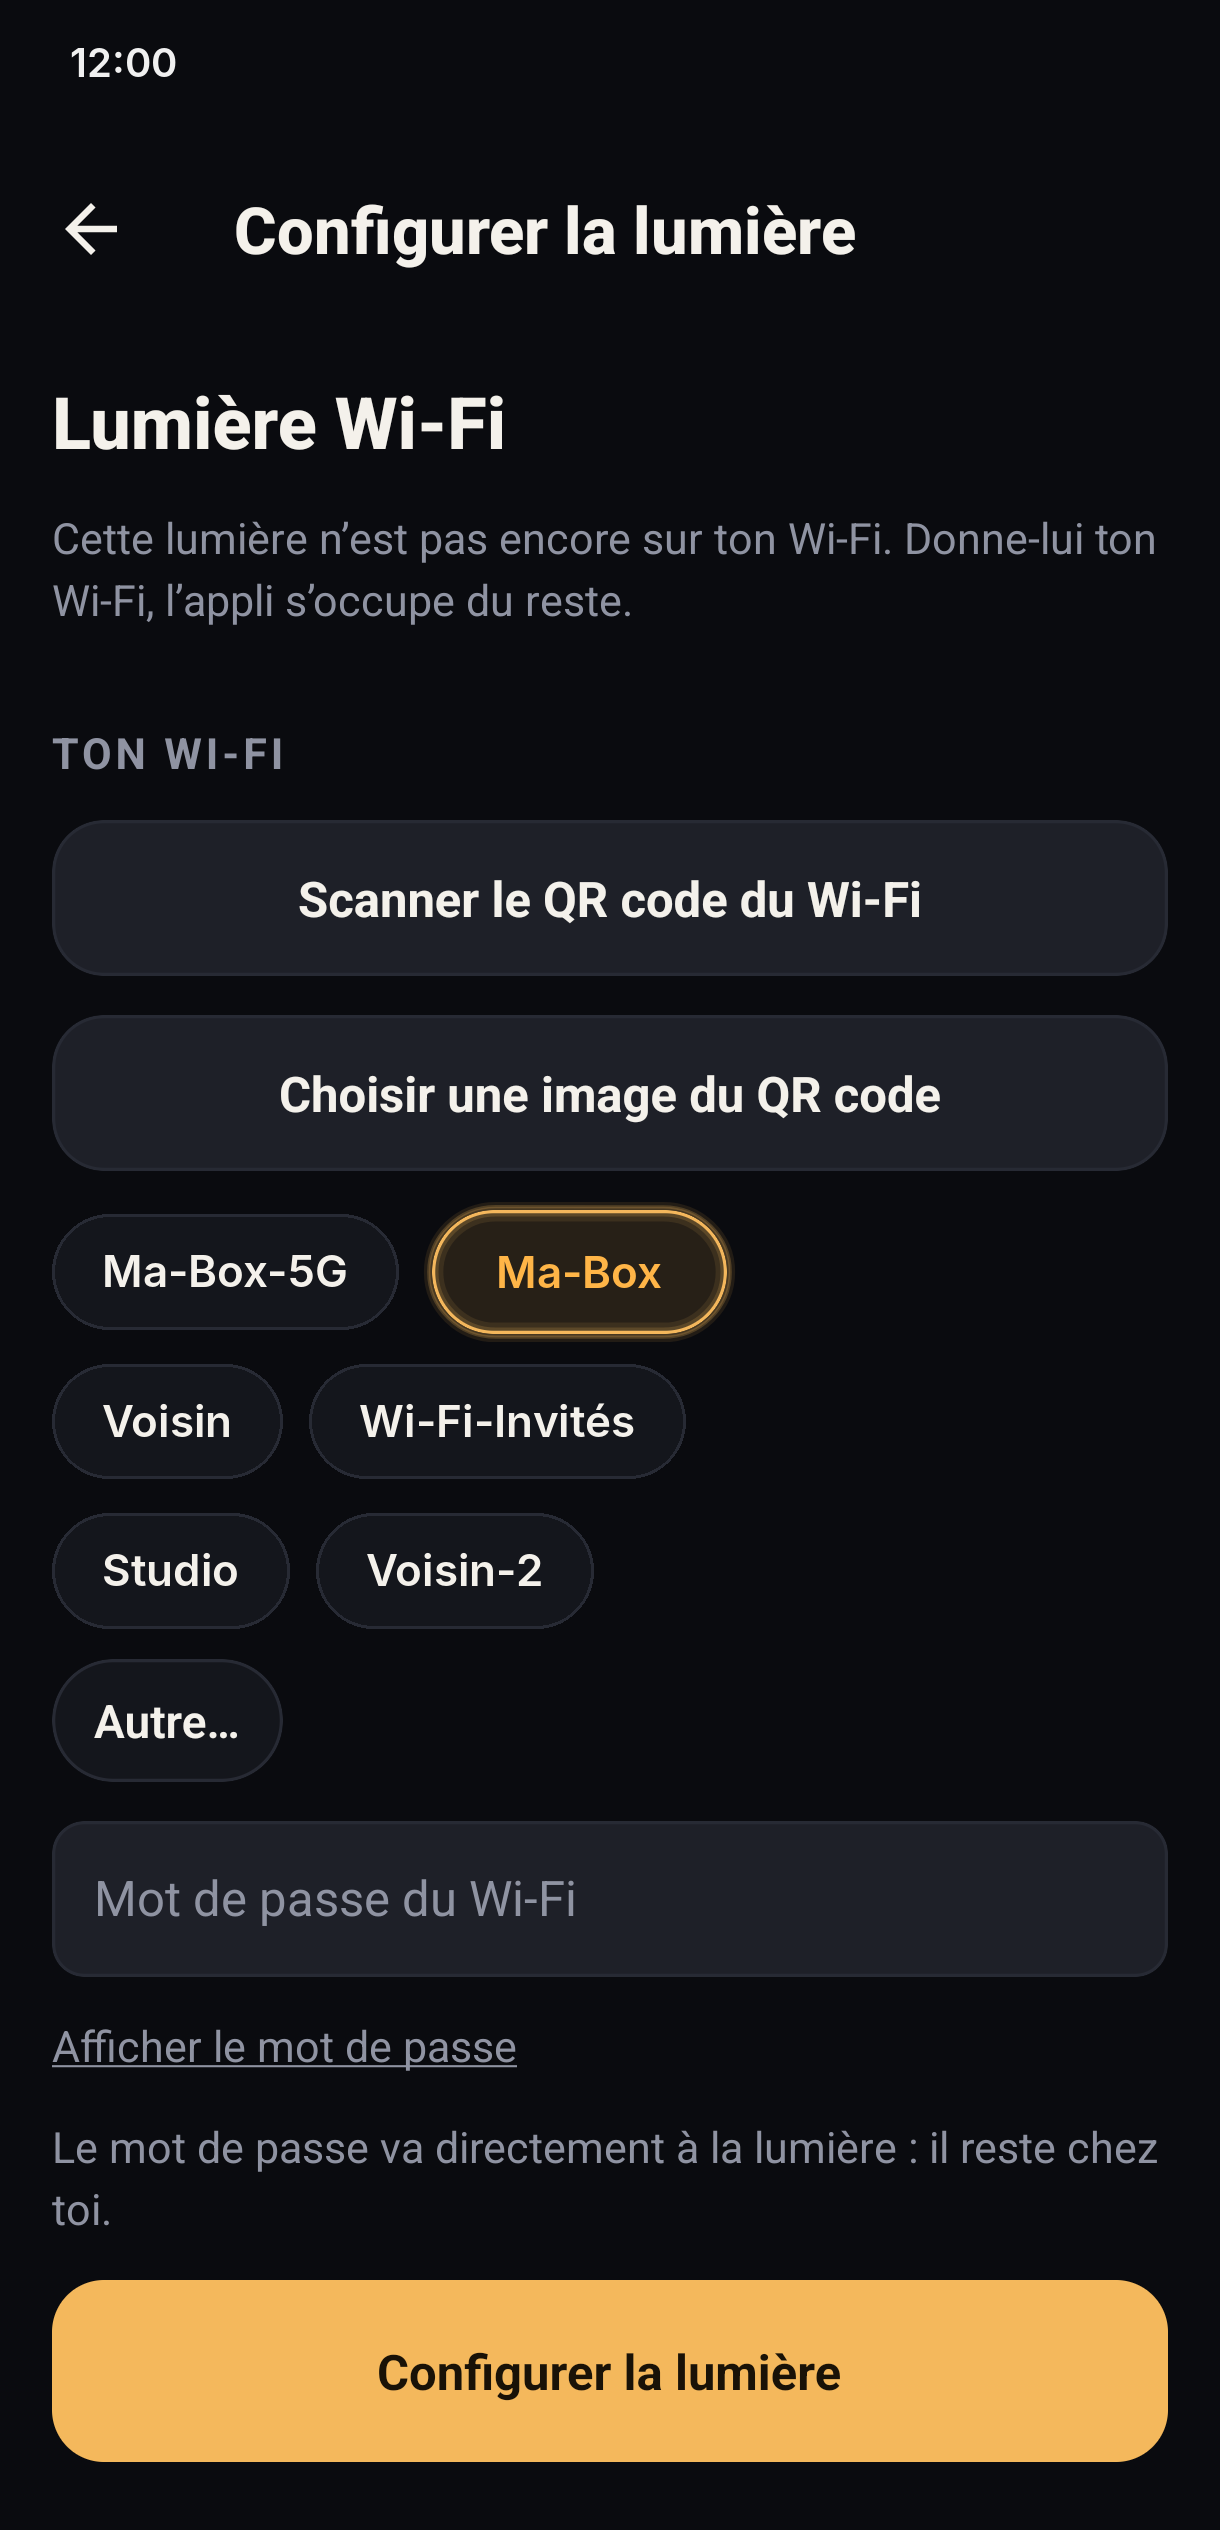 12:00
Configurer la lumière
Lumière Wi-Fi
Cette lumière n’est pas encore sur ton Wi-Fi. Donne-lui ton
Wi-Fi, l’appli s’occupe du reste.
TON WI-FI
Scanner le QR code du Wi-Fi
Choisir une image du QR code
Ma-Box-5G
Ma-Box
Voisin
Wi-Fi-Invités
Studio
Voisin-2
Autre…
Mot de passe du Wi-Fi
Afficher le mot de passe
Le mot de passe va directement à la lumière : il reste chez
toi.
Configurer la lumière